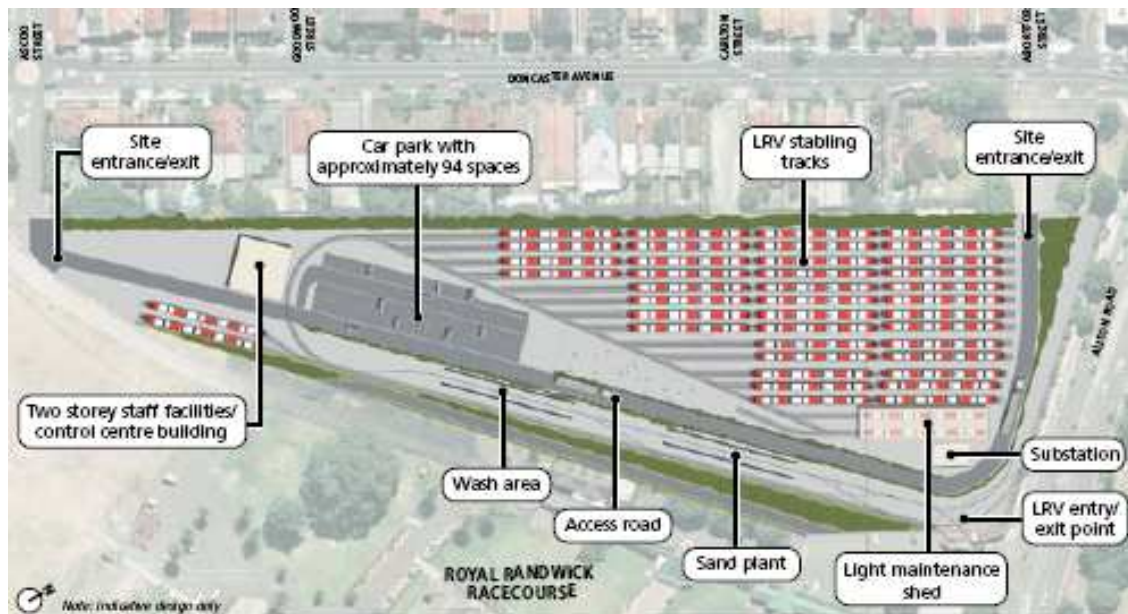 ASCOT
STREET
GOODWOOD
STREET
CARLTON
STREET
STREET
DONCASTER AVENUE
Site
entrance/exit
Car park with
approximately 94 spaces
LRV stabling
tracks
Site
entrance/exit
ALISON ROAD
Two storey staff facilities/
control centre building
Wash area
Access road
Sand plant
Light maintenance
shed
Substation
LRV entry/
exit point
ROYAL RANDWICK
RACECOURSE
N
Note: Indicative design only